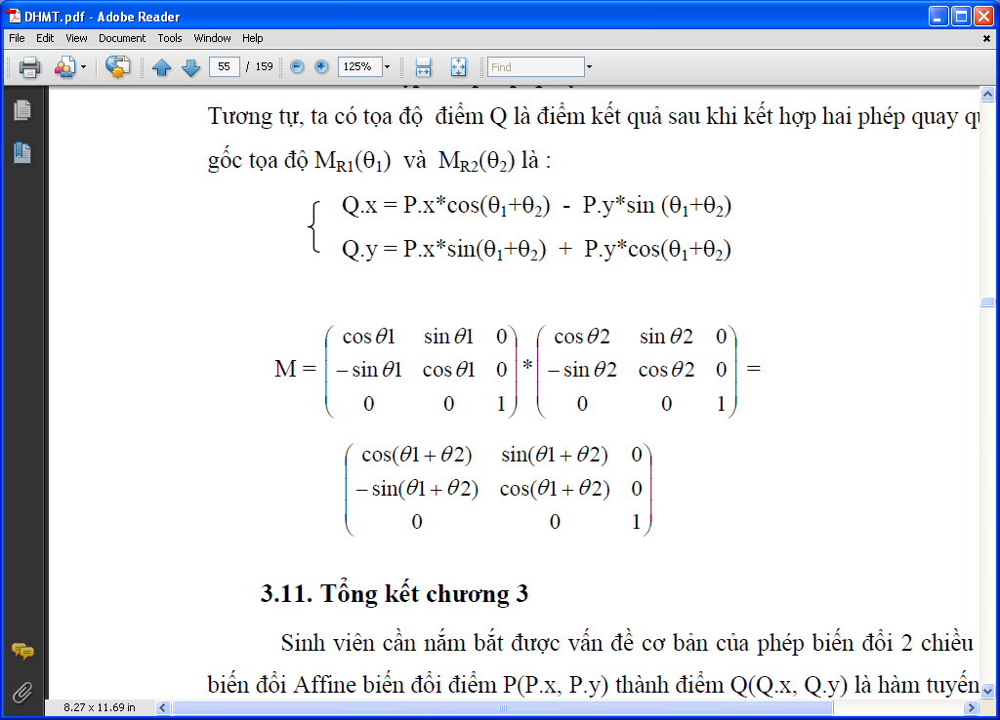 DHMT.pdf - Adobe Reader
File Edit View Document Tools Window Help
55 / 159 125% Find
Tương tự, ta có tọa độ điểm Q là điểm kết quả sau khi kết hợp hai phép quay
gốc tọa độ MR1(θ1) và MR2(θ2) là :
Q.x = P.x*cos(θ1+θ2) - P.y*sin (θ1+θ2)
Q.y = P.x*sin(θ1+θ2) + P.y*cos(θ1+θ2)
cosθ1 sinθ1 0 cosθ2 sinθ2 0
M = −sinθ1 cosθ1 0 * −sinθ2 cosθ2 0 =
0 0 1 0 0 1
cos(θ1+θ2) sin(θ1+θ2) 0
−sin(θ1+θ2) cos(θ1+θ2) 0
0 0 1
3.11. Tổng kết chương 3
Sinh viên cần nắm bắt được vấn đề cơ bản của phép biến đổi 2 chiều
biến đổi Affine biến đổi điểm P(P.x, P.y) thành điểm Q(Q.x, Q.y) là hàm tuyến
8.27 x 11.69 in